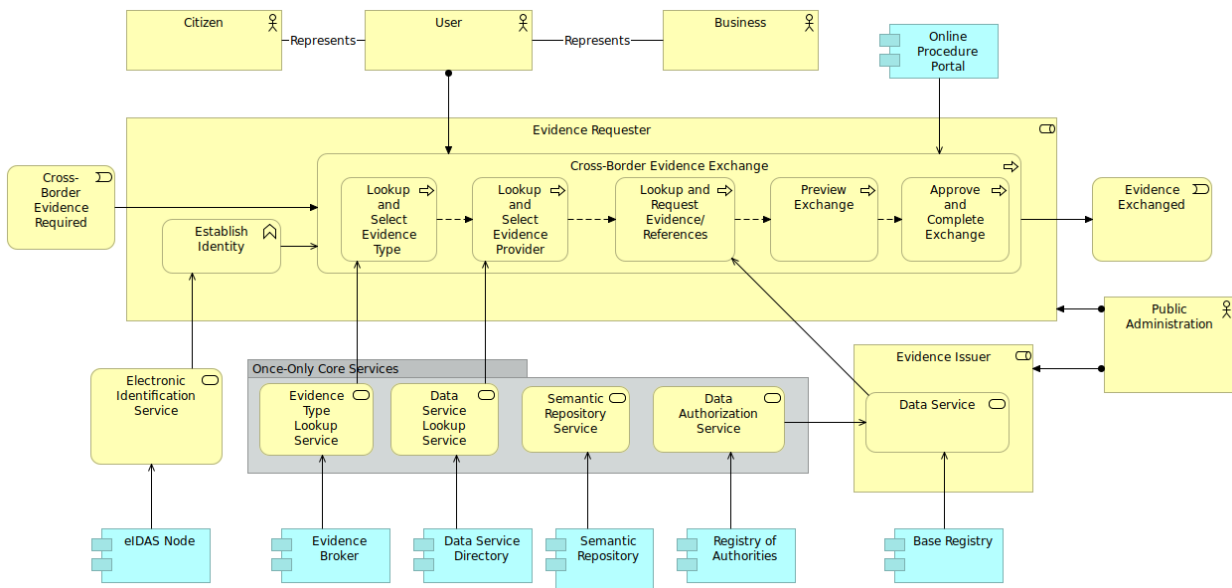 Citizen
Represents
User
Represents
Business
Online
Procedure
Portal
Evidence Requester
Cross-Border Evidence Exchange
Cross-
Border
Evidence
Required
Establish
Identity
Lookup
and
Select
Evidence
Type
Lookup
and
Select
Evidence
Provider
Lookup and
Request
Evidence/
References
Preview
Exchange
Approve
and
Complete
Exchange
Evidence
Exchanged
Public
Administration
Electronic
Identification
Service
Once-Only Core Services
Evidence
Type
Lookup
Service
Data
Service
Lookup
Service
Semantic
Repository
Service
Data
Authorization
Service
Evidence Issuer
Data Service
eIDAS Node
Evidence
Broker
Data Service
Directory
Semantic
Repository
Registry of
Authorities
Base Registry